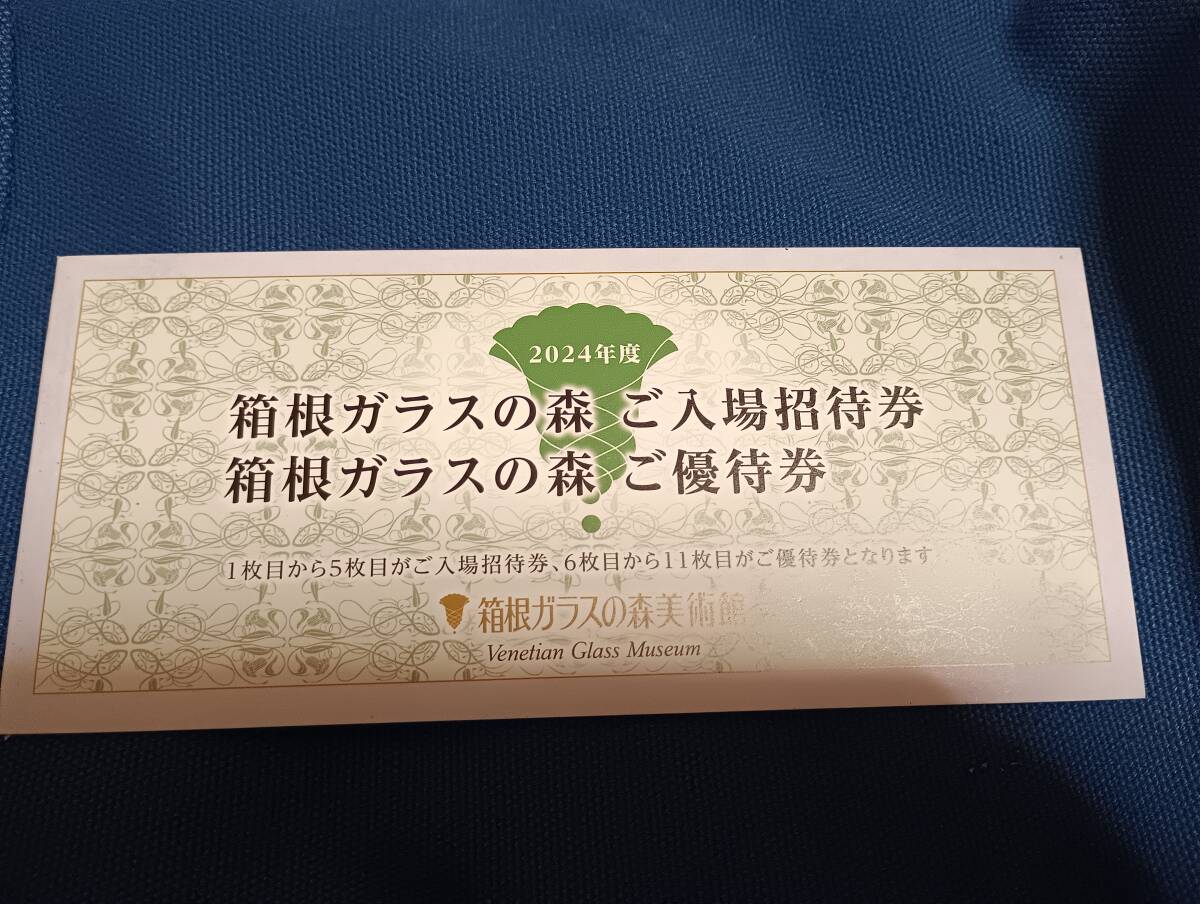 2024年度
箱根ガラスの森 ご入場招待券
箱根ガラスの森 ご優待券
1枚目から5枚目がご入場招待券、6枚目から11枚目がご優待券となります
箱根ガラスの森美術館
Venetian Glass Museum